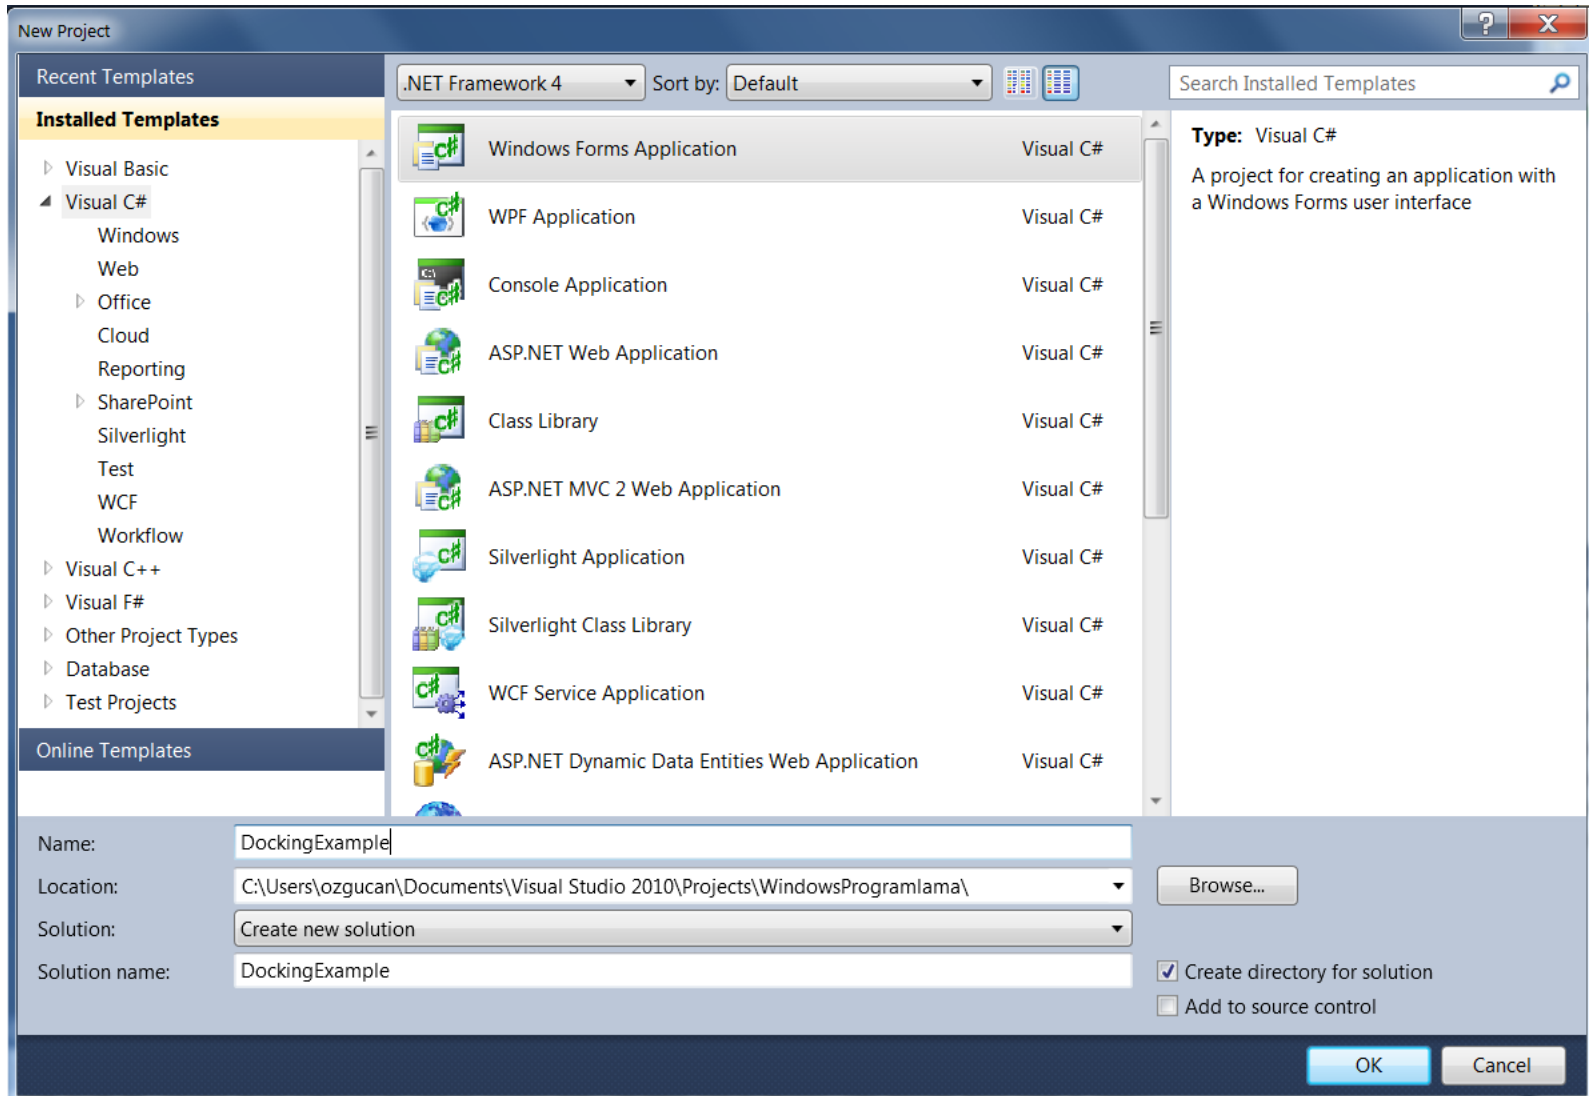 New Project
Recent Templates
.NET Framework 4
Sort by:
Default
Search Installed Templates
Installed Templates
Visual Basic
Visual C#
Windows
Web
Office
Cloud
Reporting
SharePoint
Silverlight
Test
WCF
Workflow
Visual C++
Visual F#
Other Project Types
Database
Test Projects
Online Templates
Windows Forms Application Visual C#
WPF Application Visual C#
Console Application Visual C#
ASP.NET Web Application Visual C#
Class Library Visual C#
ASP.NET MVC 2 Web Application Visual C#
Silverlight Application Visual C#
Silverlight Class Library Visual C#
WCF Service Application Visual C#
ASP.NET Dynamic Data Entities Web Application Visual C#
Type: Visual C#
A project for creating an application with
a Windows Forms user interface
Name: DockingExample
Location: C:\Users\ozgucan\Documents\Visual Studio 2010\Projects\WindowsProgramlama\
Browse...
Solution: Create new solution
Solution name: DockingExample
Create directory for solution
Add to source control
OK
Cancel